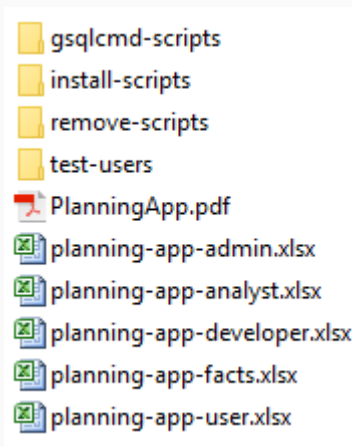 gsqlcmd-scripts
install-scripts
remove-scripts
test-users
PlanningApp.pdf
planning-app-admin.xlsx
planning-app-analyst.xlsx
planning-app-developer.xlsx
planning-app-facts.xlsx
planning-app-user.xlsx